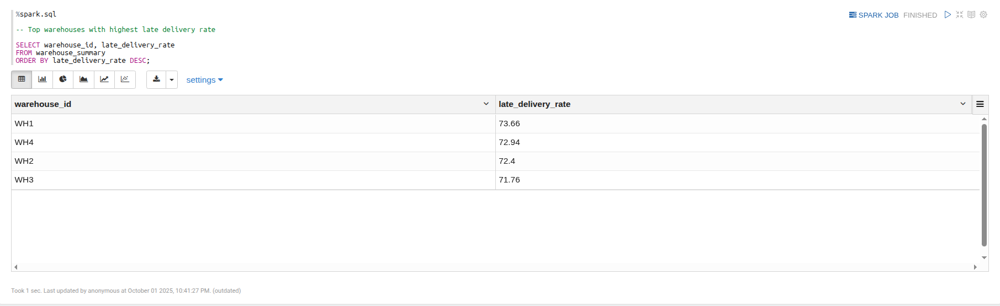 %spark.sql
SPARK JOB FINISHED
-- Top warehouses with highest late delivery rate
SELECT warehouse_id, late_delivery_rate
FROM warehouse_summary
ORDER BY late_delivery_rate DESC;
settings
warehouse_id late_delivery_rate
WH1 73.66
WH4 72.94
WH2 72.4
WH3 71.76
Took 1 sec. Last updated by anonymous at October 01 2025, 10:41:27 PM. (outdated)